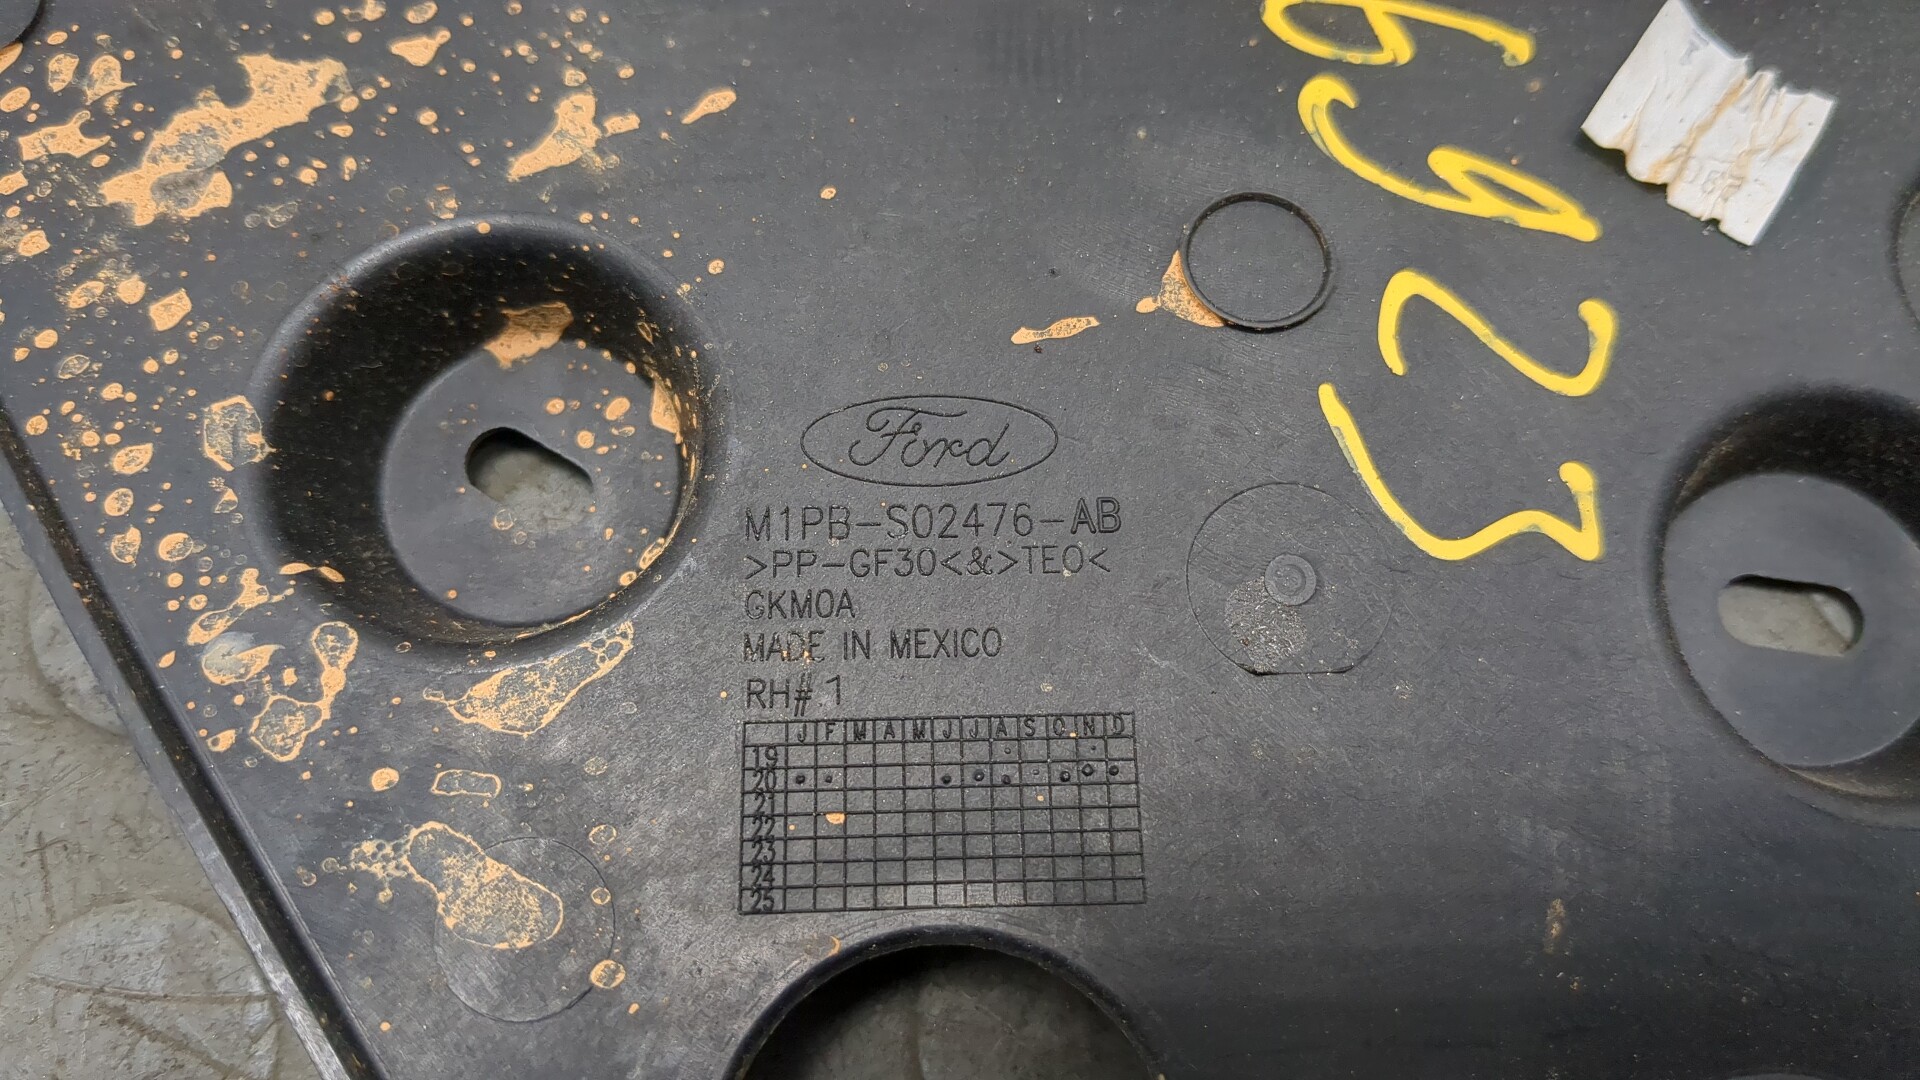 6923
Ford
M1PB-S02476-AB
>PP-GF30<&>TEO<
GKM0A
MADE IN MEXICO
RH# 1
J F M A M J J A S O N D
19
20
21
22
23
24
25